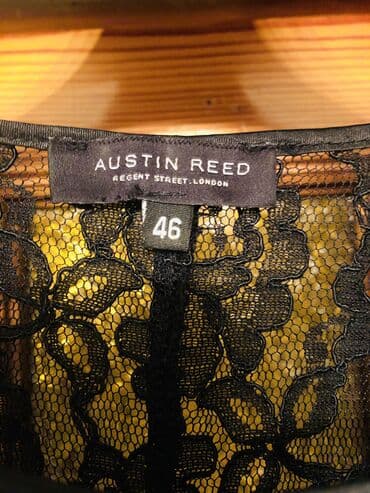 AUSTIN REED
REGENT STREET. LONDON
46